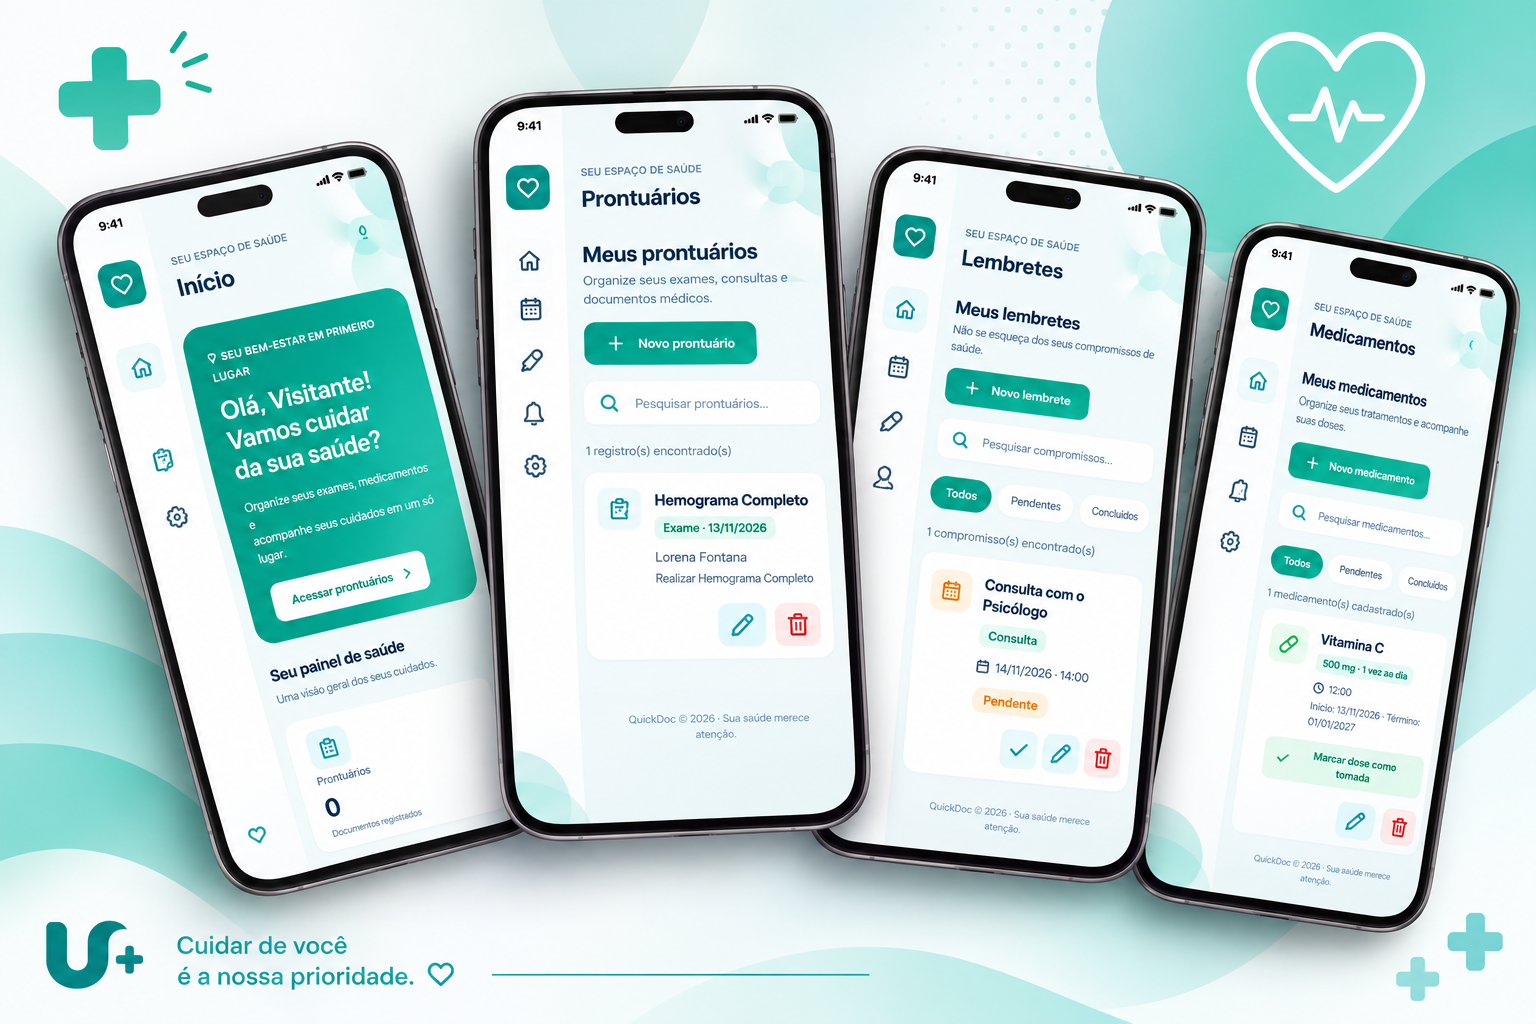 9:41
SEU ESPAÇO DE SAÚDE
Início
SEU BEM-ESTAR EM PRIMEIRO
LUGAR
Olá, Visitante!
Vamos cuidar
da sua saúde?
Organize seus exames, medicamentos
e
acompanhe seus cuidados em um só
lugar.
Acessar prontuários
Seu painel de saúde
Uma visão geral dos seus cuidados.
Prontuários
0
Documentos registrados
9:41
SEU ESPAÇO DE SAÚDE
Prontuários
Meus prontuários
Organize seus exames, consultas e
documentos médicos.
+ Novo prontuário
Pesquisar prontuários...
1 registro(s) encontrado(s)
Hemograma Completo
Exame · 13/11/2026
Lorena Fontana
Realizar Hemograma Completo
QuickDoc © 2026 · Sua saúde merece
atenção.
9:41
SEU ESPAÇO DE SAÚDE
Lembretes
Meus lembretes
Não se esqueça dos seus compromissos de
saúde.
+ Novo lembrete
Pesquisar compromissos...
Todos Pendentes Concluídos
1 compromisso(s) encontrado(s)
Consulta com o
Psicólogo
Consulta
14/11/2026 · 14:00
Pendente
QuickDoc © 2026 · Sua saúde merece
atenção.
9:41
SEU ESPAÇO DE SAÚDE
Medicamentos
Meus medicamentos
Organize seus tratamentos e acompanhe
suas doses.
+ Novo medicamento
Pesquisar medicamentos...
Todos Pendentes Concluídos
1 medicamento(s) cadastrado(s)
Vitamina C
500 mg · 1 vez ao dia
12:00
Início: 13/11/2026 · Término:
01/01/2027
Marcar dose como
tomada
QuickDoc © 2026 · Sua saúde merece
atenção.
U+
Cuidar de você
é a nossa prioridade.